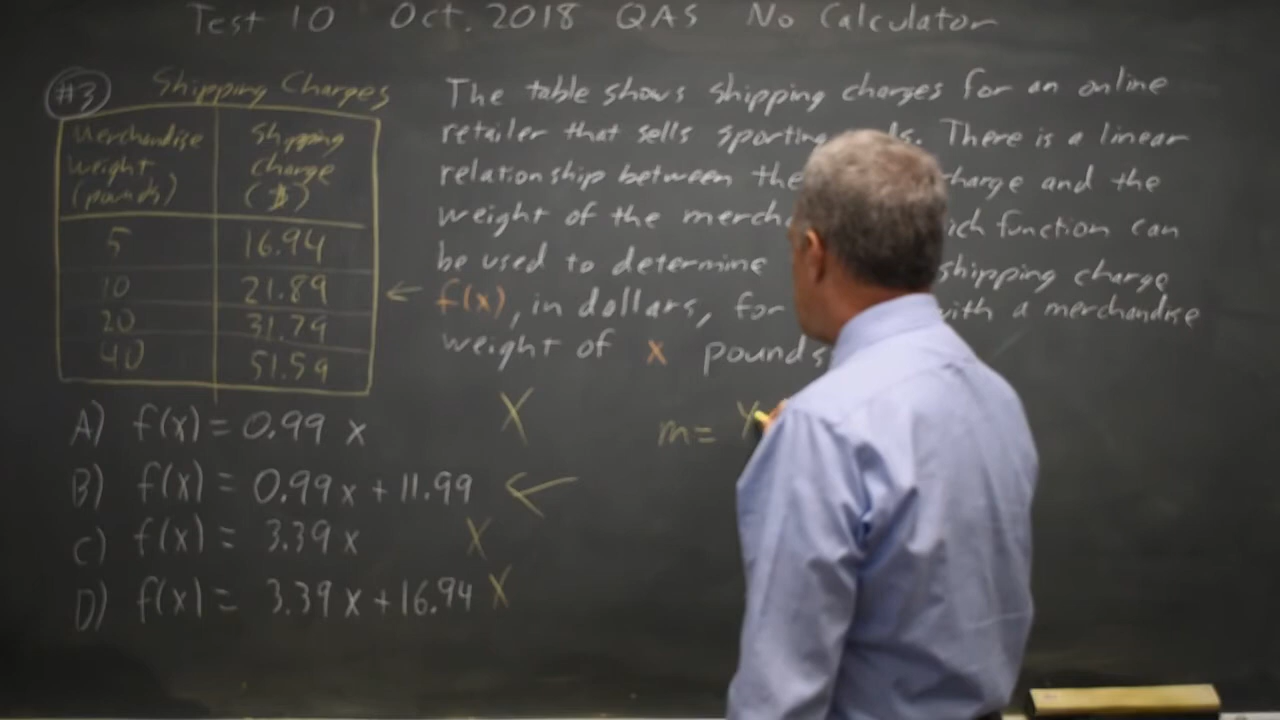 Test 10 Oct. 2018 QAS No Calculator
#3 Shipping Charges
Merchandise Weight (pounds) Shipping Charge ($)
5 16.94
10 21.89
20 31.79
40 51.59
The table shows shipping charges for an online
retailer that sells sporting There is a linear
relationship between the charge and the
weight of the function can
be used to determine shipping charge
f(x), in dollars, for with a merchandise
weight of x pounds
A) f(x) = 0.99 x X
B) f(x) = 0.99x + 11.99
C) f(x) = 3.39x X
D) f(x) = 3.39x + 16.94 X
m =